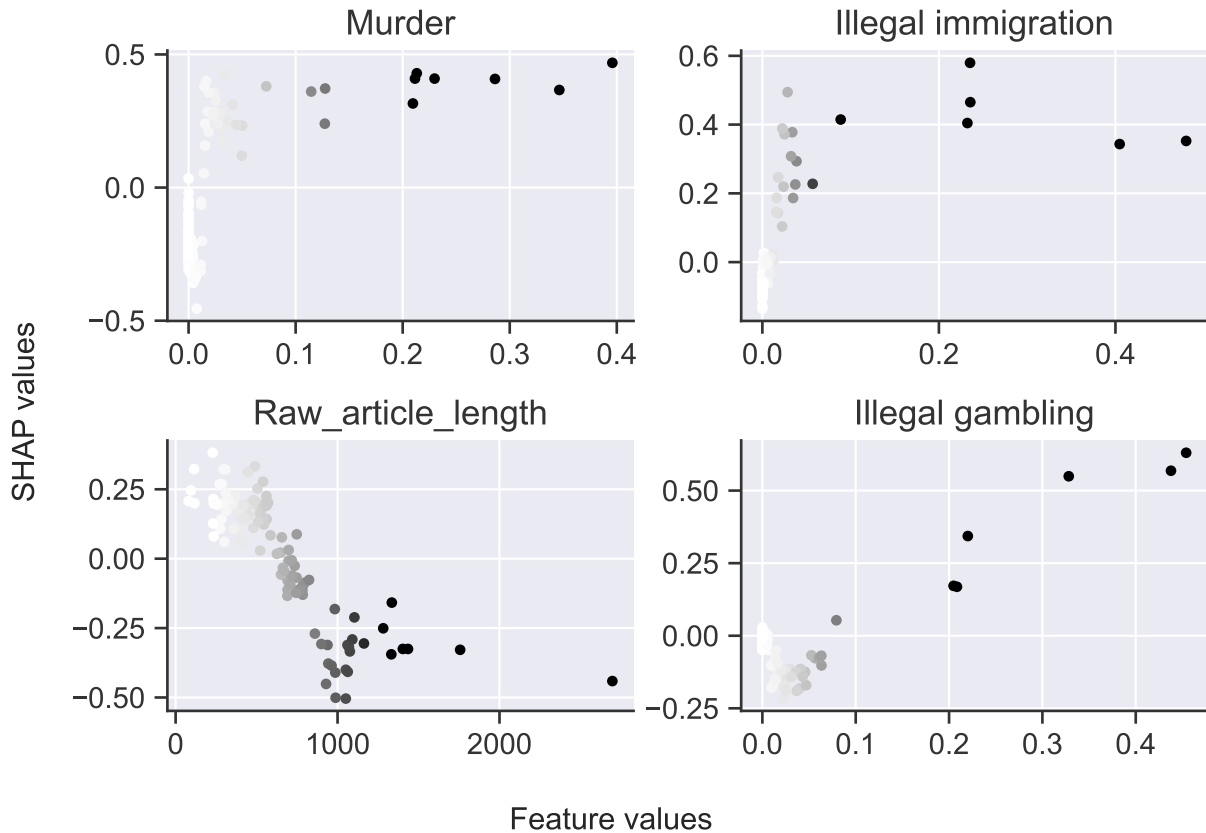 Murder
Illegal immigration
0.5
0.0
−0.5
0.0 0.1 0.2 0.3 0.4
0.6
0.4
0.2
0.0
0.0 0.2 0.4
SHAP values
Raw_article_length
Illegal gambling
0.25
0.00
−0.25
−0.50
0 1000 2000
0.50
0.25
0.00
−0.25
0.0 0.1 0.2 0.3 0.4
Feature values